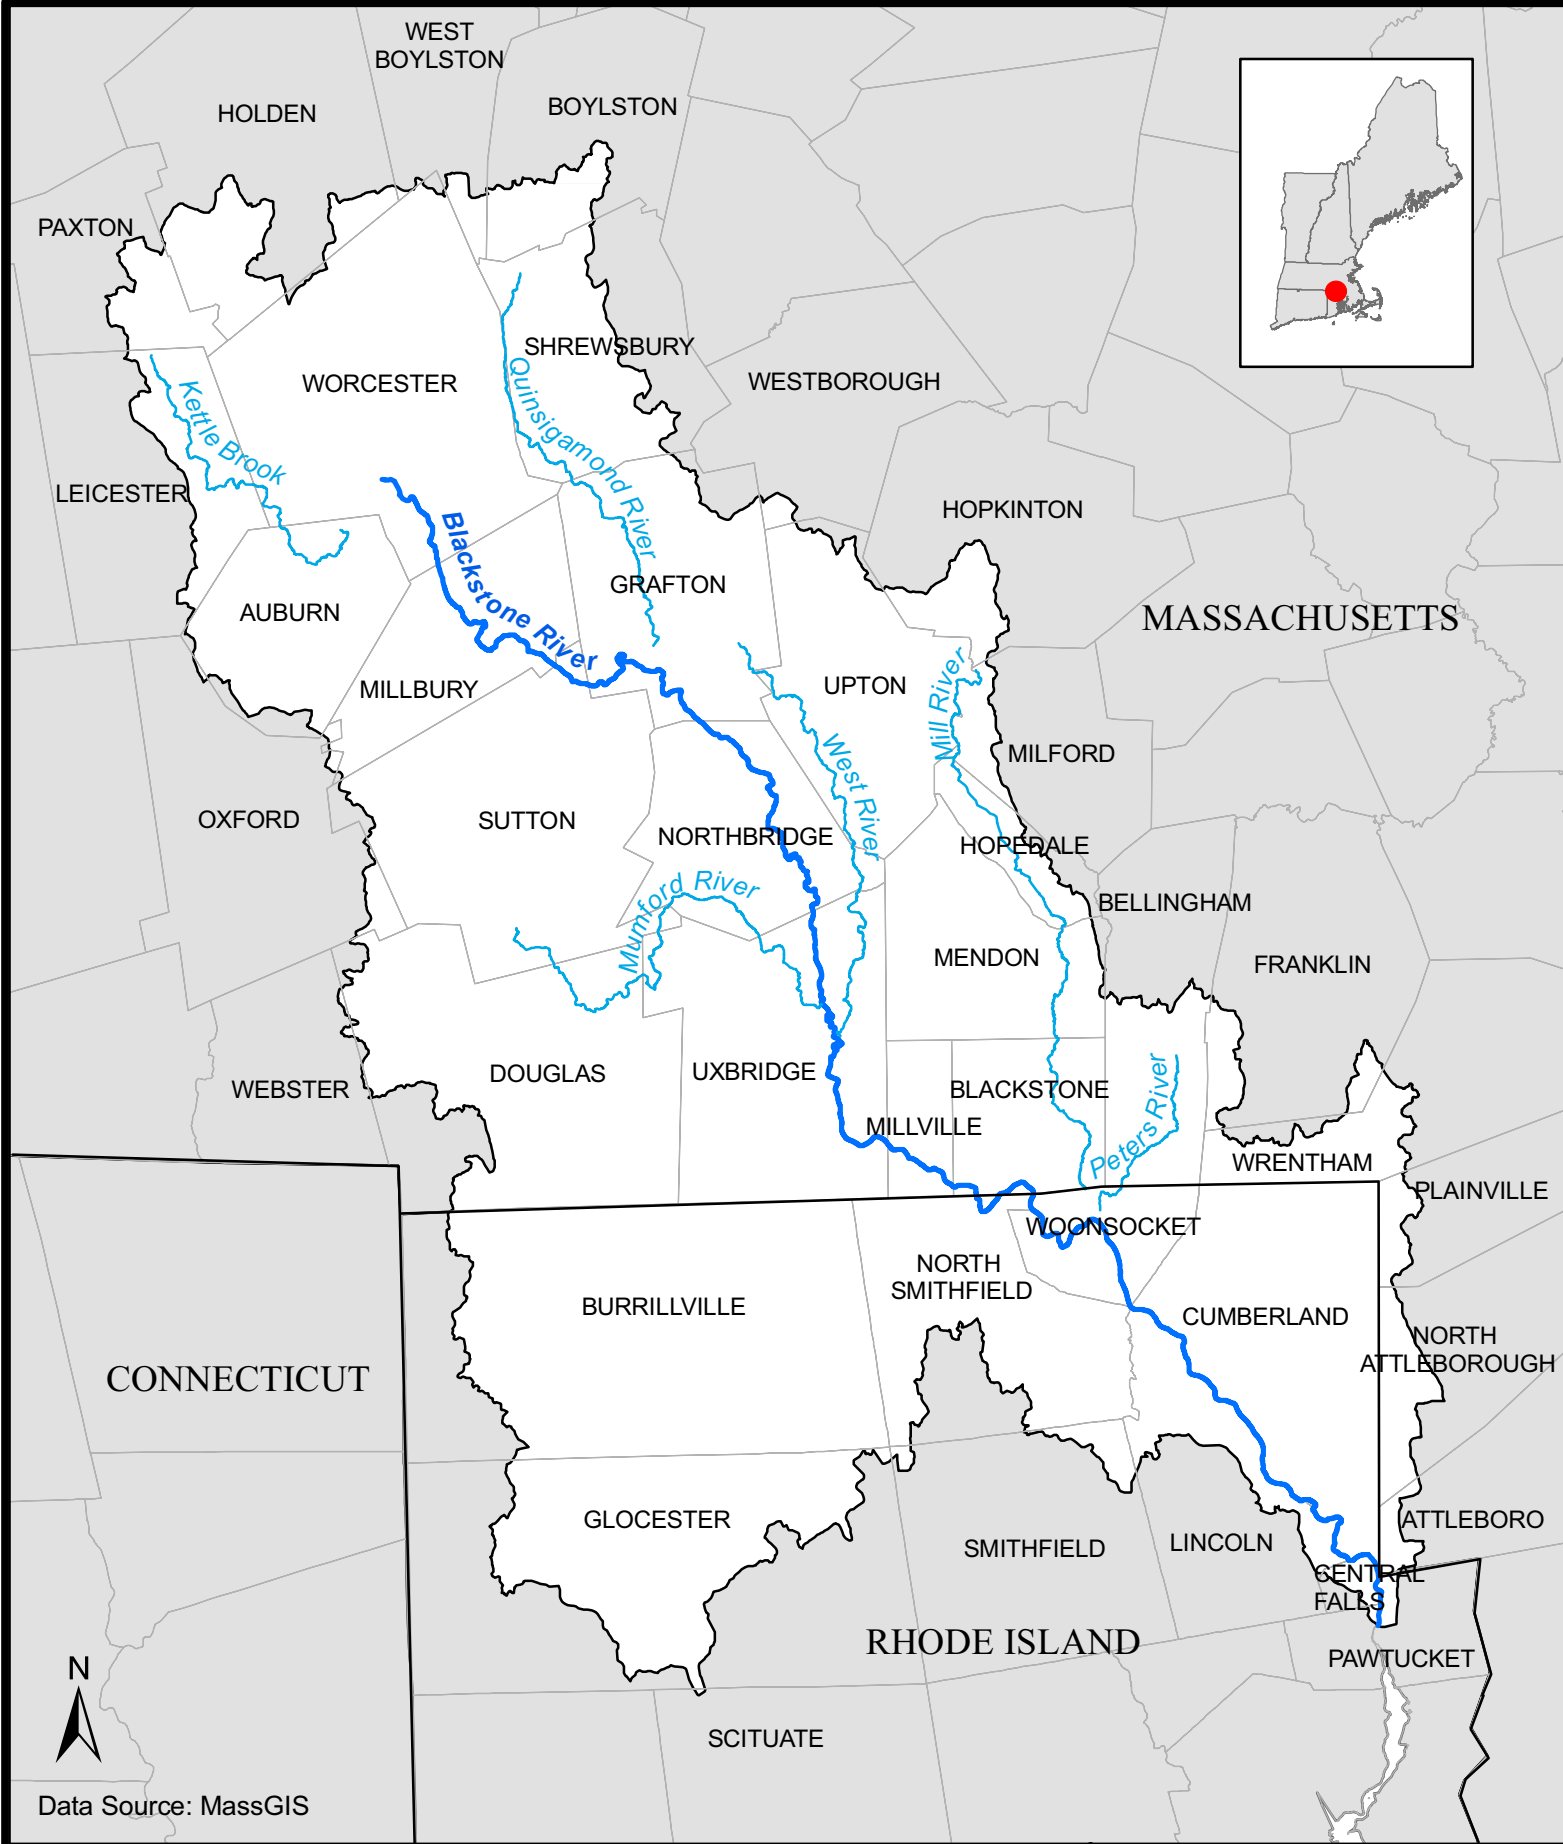 WEST
BOYLSTON
BOYLSTON
HOLDEN
PAXTON
SHREWSBURY
WORCESTER
WESTBOROUGH
Quinsigamond River
Kettle Brook
LEICESTER
HOPKINTON
Blackstone River
GRAFTON
AUBURN
MASSACHUSETTS
MILLBURY
UPTON
Mill River
MILFORD
West River
OXFORD
SUTTON
NORTHBRIDGE
HOPEDALE
Mumford River
BELLINGHAM
MENDON
FRANKLIN
DOUGLAS
UXBRIDGE
WEBSTER
BLACKSTONE
MILLVILLE
Peters River
WRENTHAM
PLAINVILLE
WOONSOCKET
NORTH
SMITHFIELD
BURRILLVILLE
CUMBERLAND
NORTH
ATTLEBOROUGH
CONNECTICUT
GLOCESTER
ATTLEBORO
SMITHFIELD
LINCOLN
CENTRAL
FALLS
RHODE ISLAND
PAWTUCKET
N
SCITUATE
Data Source: MassGIS